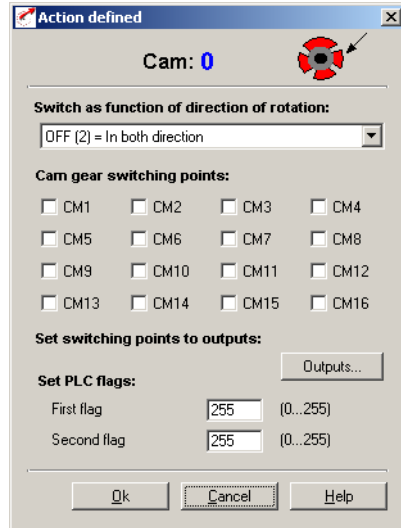 Action defined
Cam: 0
Switch as function of direction of rotation:
OFF (2) = In both direction
Cam gear switching points:
CM1 CM2 CM3 CM4
CM5 CM6 CM7 CM8
CM9 CM10 CM11 CM12
CM13 CM14 CM15 CM16
Set switching points to outputs:
Outputs...
Set PLC flags:
First flag 255 (0...255)
Second flag 255 (0...255)
Ok Cancel Help